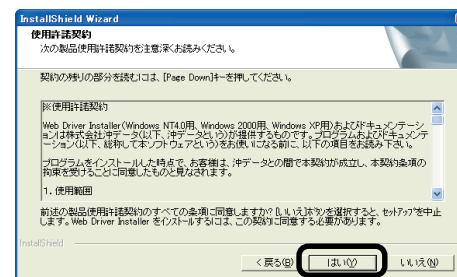 InstallShield Wizard
使用許諾契約
次の製品使用許諾契約を注意深くお読みください。
契約の残りの部分を読むには、[Page Down]キーを押してください。
※使用許諾契約
Web Driver Installer(Windows NT4.0用、Windows 2000用、Windows XP用)およびドキュメンテーシ
ョンは株式会社沖データ(以下、沖データという)が提供するものです。プログラムおよびドキュメンテ
ーション(以下、総称して本ソフトウェアという)をお使いになる前に、以下の項目をお読み下さい。
プログラムをインストールした時点で、お客様は、沖データとの間で本契約が成立し、本契約条項の
拘束を受けることに同意したものと見なされます。
1. 使用範囲
前述の製品使用許諾契約のすべての条項に同意しますか? [いいえ]ボタンを選択すると、セットアップを中止
します。Web Driver Installer をインストールするには、この契約に同意する必要があります。
InstallShield
< 戻る(B)
はい(Y)
いいえ(N)